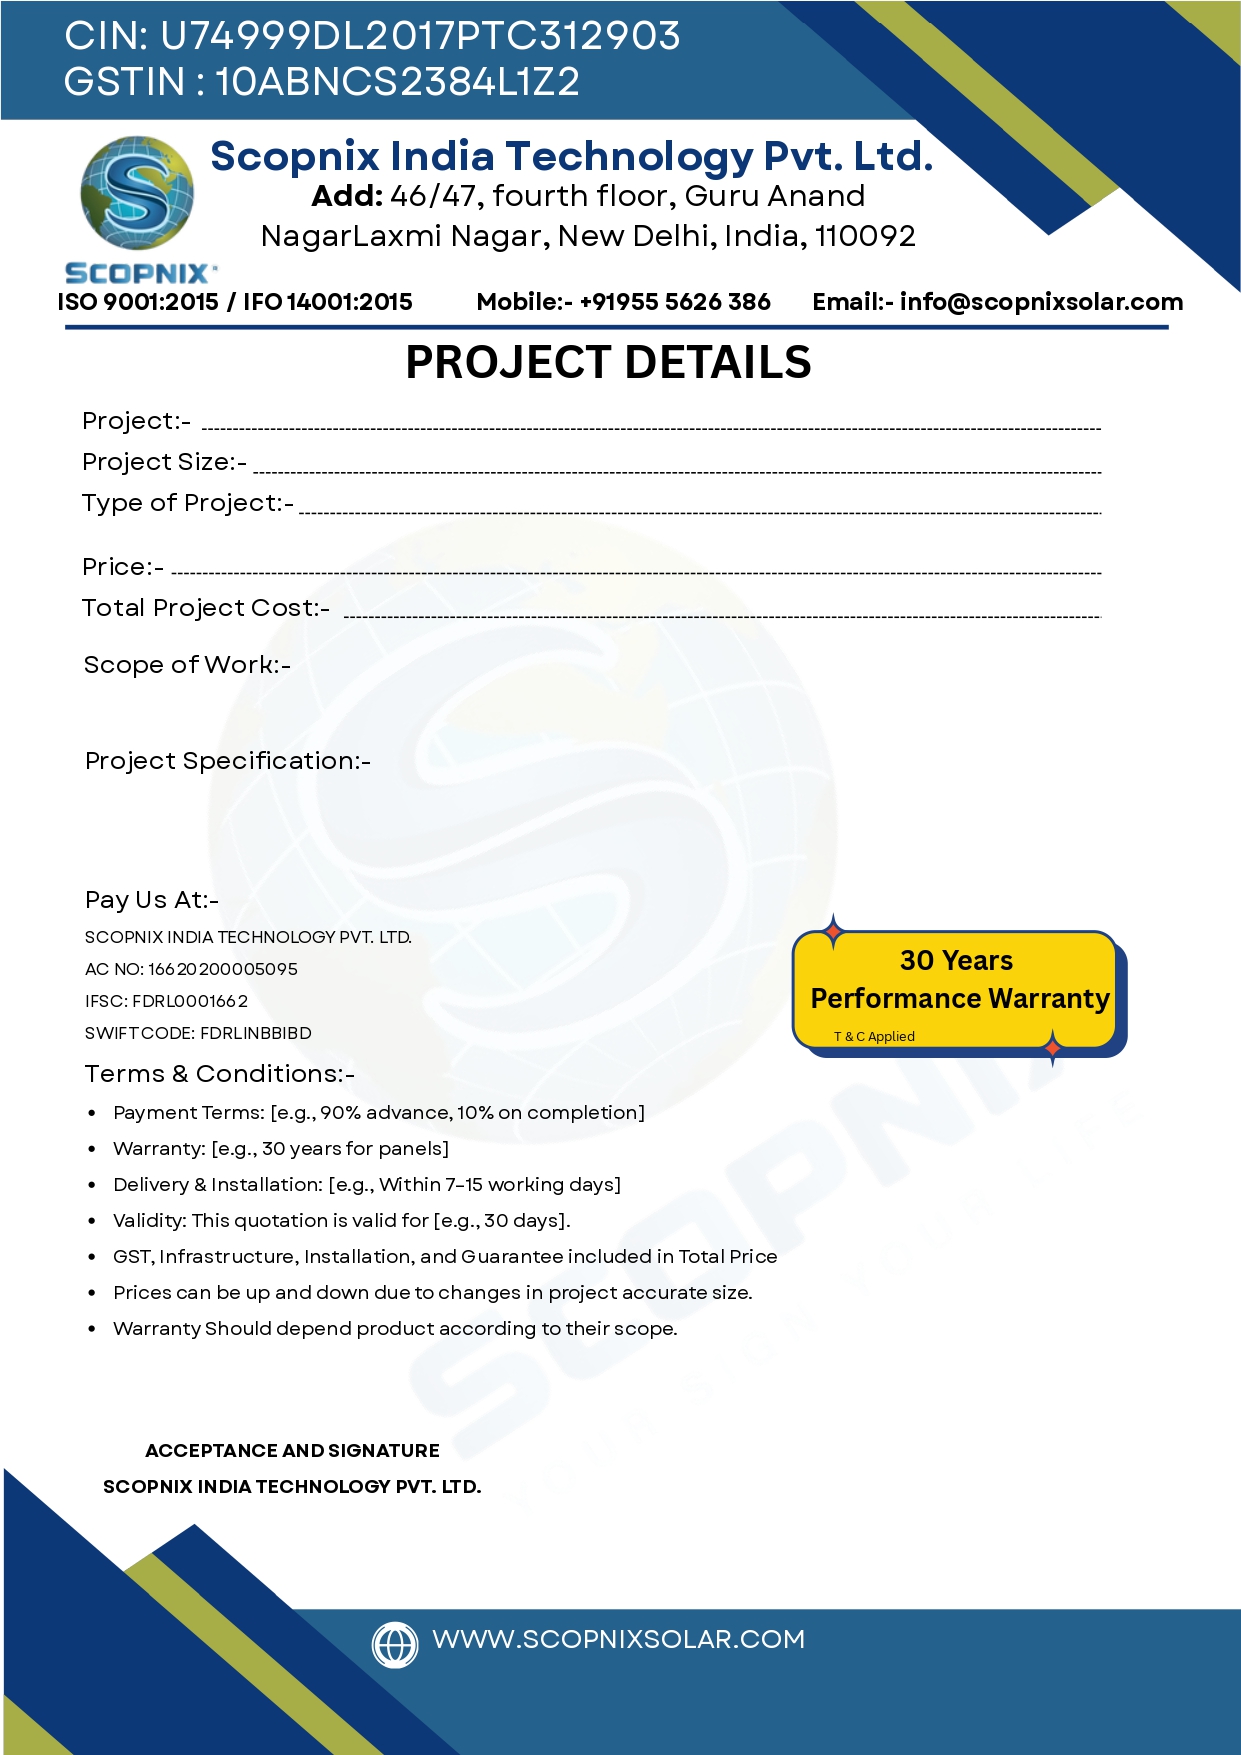 CIN: U74999DL2017PTC312903
GSTIN : 10ABNCS2384L1Z2
Scopnix India Technology Pvt. Ltd.
Add: 46/47, fourth floor, Guru Anand
NagarLaxmi Nagar, New Delhi, India, 110092
SCOPNIX
ISO 9001:2015 / IFO 14001:2015 Mobile:- +91955 5626 386 Email:- info@scopnixsolar.com
PROJECT DETAILS
Project:-
Project Size:-
Type of Project:-
Price:-
Total Project Cost:-
Scope of Work:-
Project Specification:-
Pay Us At:-
SCOPNIX INDIA TECHNOLOGY PVT. LTD.
AC NO: 16620200005095
IFSC: FDRL0001662
SWIFTCODE: FDRLINBBIBD
30 Years
Performance Warranty
T & C Applied
Terms & Conditions:-
• Payment Terms: [e.g., 90% advance, 10% on completion]
• Warranty: [e.g., 30 years for panels]
• Delivery & Installation: [e.g., Within 7–15 working days]
• Validity: This quotation is valid for [e.g., 30 days].
• GST, Infrastructure, Installation, and Guarantee included in Total Price
• Prices can be up and down due to changes in project accurate size.
• Warranty Should depend product according to their scope.
SCOPNIX
ACCEPTANCE AND SIGNATURE
SCOPNIX INDIA TECHNOLOGY PVT. LTD.
WWW.SCOPNIXSOLAR.COM